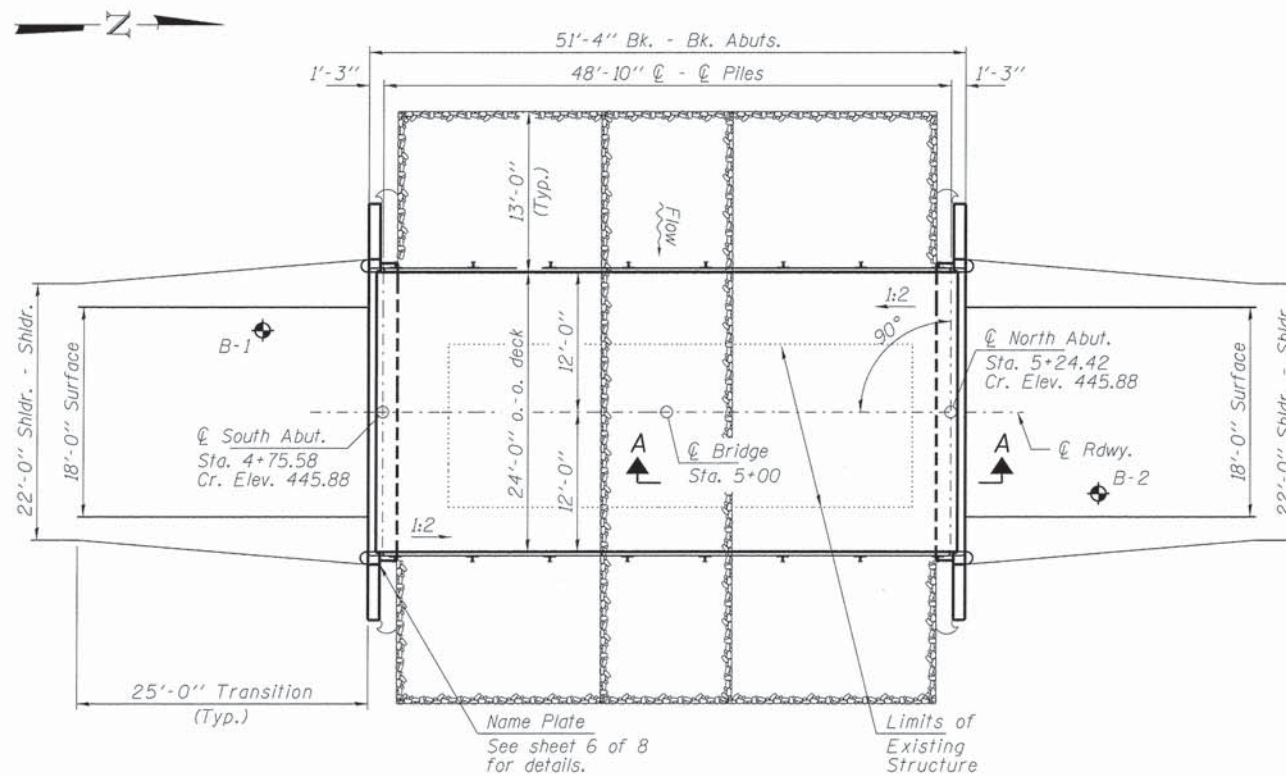 N
51'-4" Bk. - Bk. Abuts.
1'-3"
48'-10" ℄ - ℄ Piles
1'-3"
13'-0"
(Typ.)
Flow
22'-0" Shldr. - Shldr.
18'-0" Surface
B-1
24'-0" o.-o. deck
12'-0"
12'-0"
1:2
90°
℄ North Abut.
Sta. 5+24.42
Cr. Elev. 445.88
℄ South Abut.
Sta. 4+75.58
Cr. Elev. 445.88
A
℄ Bridge
Sta. 5+00
A
℄ Rdwy.
B-2
18'-0" Surface
22'-0" Shldr. - Shldr.
1:2
25'-0" Transition
(Typ.)
Name Plate
See sheet 6 of 8
for details.
Limits of
Existing
Structure